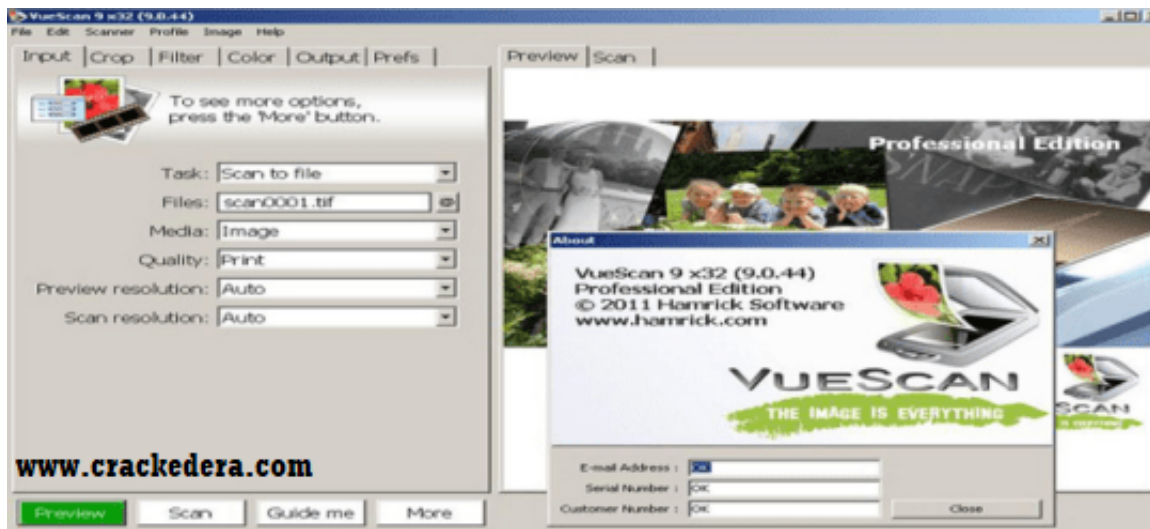 VueScan 9 x32 (9.0.44)
File Edit Scanner Profile Image Help
Input Crop Filter Color Output Prefs
Preview Scan
To see more options,
press the 'More' button.
Task: Scan to file
Files: scan0001.tif @
Media: Image
Quality: Print
Preview resolution: Auto
Scan resolution: Auto
Professional Edition
SNAP
About
VueScan 9 x32 (9.0.44)
Professional Edition
© 2011 Hamrick Software
www.hamrick.com
VUESCAN
THE IMAGE IS EVERYTHING
SCAN
IS EVERYTHING
E-mail Address : OK
Serial Number : OK
Customer Number : OK
Close
www.crackedera.com
Preview Scan Guide me More